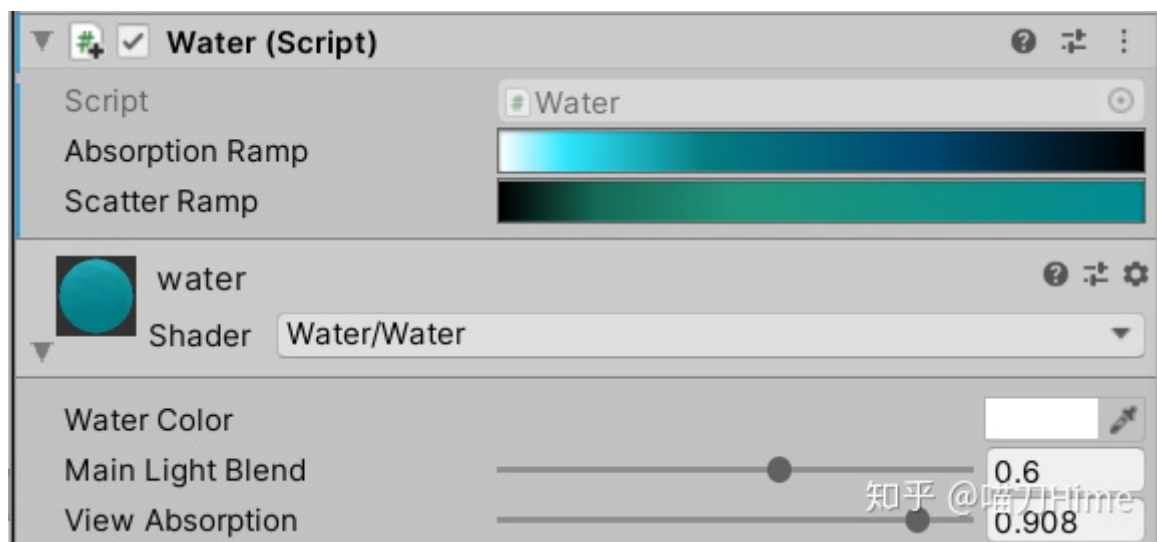 Water (Script)
Script Water
Absorption Ramp
Scatter Ramp
water
Shader Water/Water
Water Color
Main Light Blend 0.6
知乎 @喵刀Hime
View Absorption 0.908